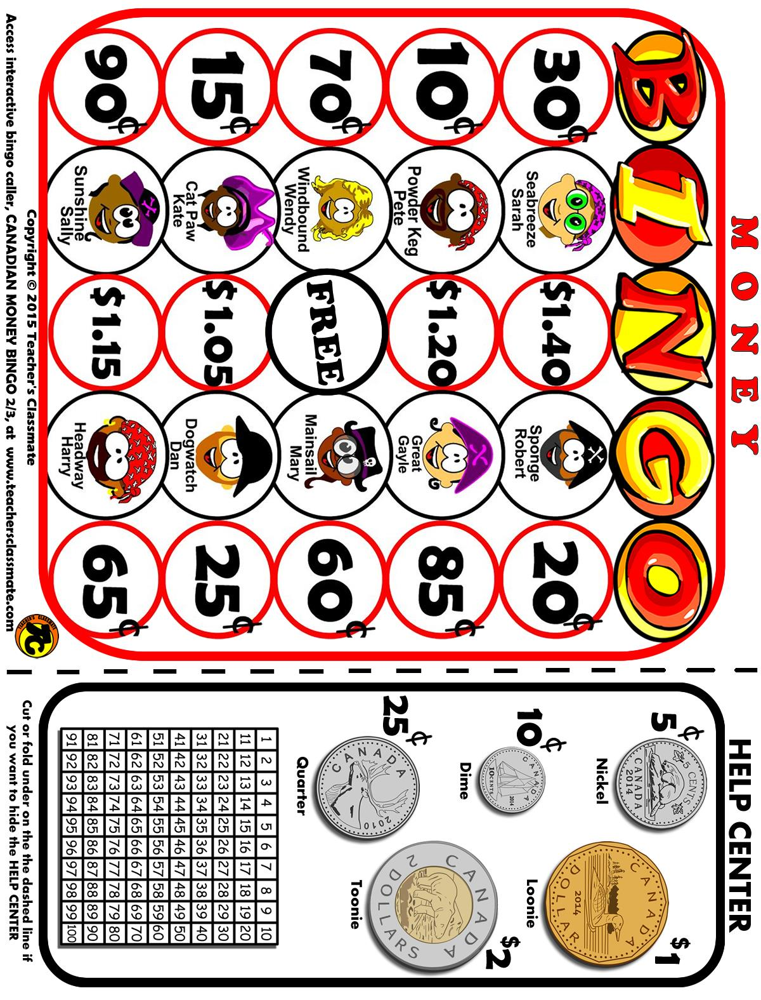 MONEY
BINGO
30¢
Seabreeze
Sarah
$1.40
Sponge
Robert
20¢
10¢
Powder Keg
Pete
$1.20
Great
Gayle
85¢
70¢
Windbound
Wendy
FREE
Mainsail
Mary
60¢
15¢
Cat Paw
Kate
$1.05
Dogwatch
Dan
25¢
90¢
Sunshine
Sally
$1.15
Headway
Harry
65¢
Copyright © 2015 Teacher's Classmate
Access interactive bingo caller, CANADIAN MONEY BINGO 2/3, at www.teachersclassmate.com
TEACHER'S CLASSMATE
TC
HELP CENTER
5¢
5 CENTS
CANADA
2014
Nickel
$1
CANADA
2014
DOLLAR
Loonie
10¢
CANADA
10 CENTS
2014
Dime
$2
CANADA
2 DOLLARS
Toonie
25¢
CANADA
2010
Quarter
1 2 3 4 5 6 7 8 9 10
11 12 13 14 15 16 17 18 19 20
21 22 23 24 25 26 27 28 29 30
31 32 33 34 35 36 37 38 39 40
41 42 43 44 45 46 47 48 49 50
51 52 53 54 55 56 57 58 59 60
61 62 63 64 65 66 67 68 69 70
71 72 73 74 75 76 77 78 79 80
81 82 83 84 85 86 87 88 89 90
91 92 93 94 95 96 97 98 99 100
Cut or fold under on the the dashed line if
you want to hide the HELP CENTER